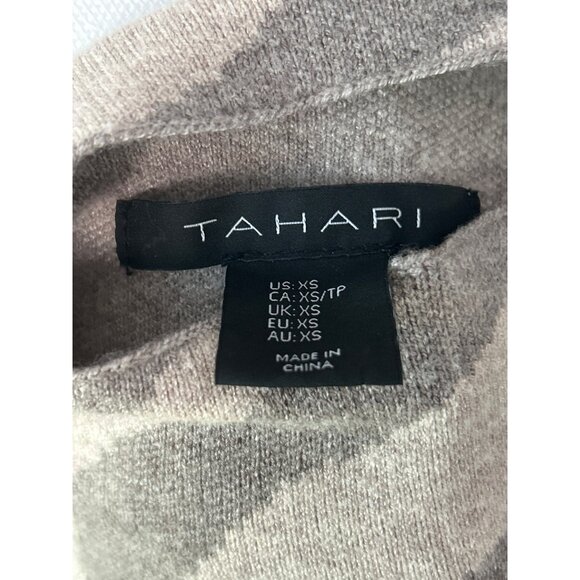 TAHARI
US: XS
CA: XS/TP
UK: XS
EU: XS
AU: XS
MADE IN
CHINA